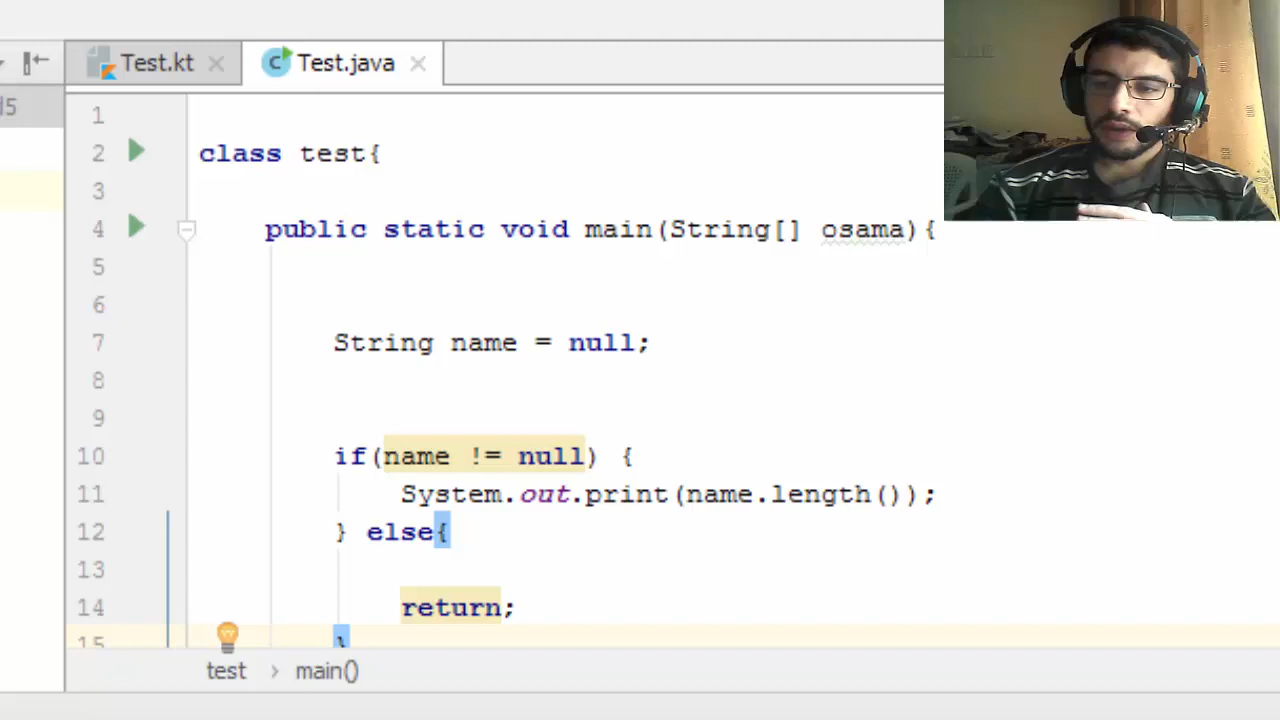 Test.kt Test.java
1
2 class test{
3
4 public static void main(String[] osama){
5
6
7 String name = null;
8
9
10 if(name != null) {
11 System.out.print(name.length());
12 } else{
13
14 return;
15 }
test > main()